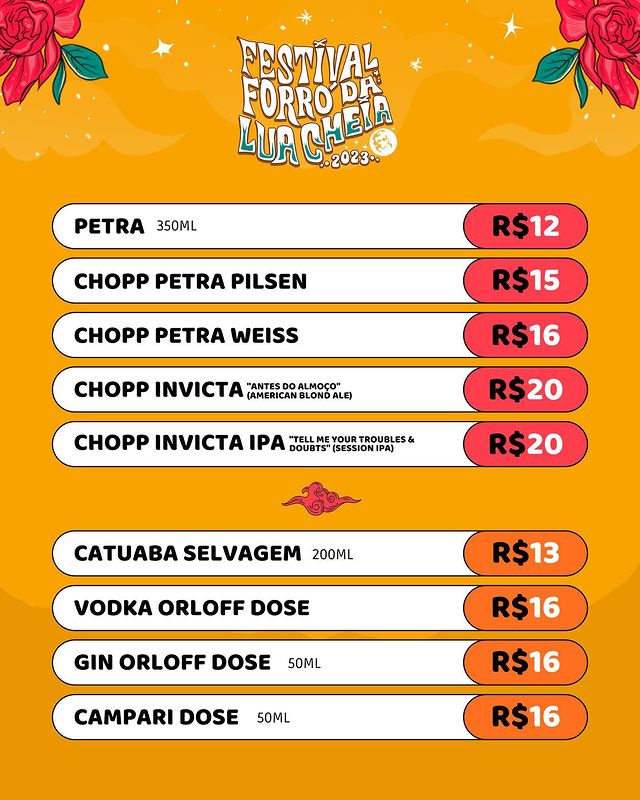 FESTÍVAL
FORRÓ DA
LUA CHEIA
2023
PETRA 350ML R$12
CHOPP PETRA PILSEN R$15
CHOPP PETRA WEISS R$16
CHOPP INVICTA "ANTES DO ALMOÇO" R$20
(AMERICAN BLOND ALE)
CHOPP INVICTA IPA "TELL ME YOUR TROUBLES & R$20
DOUBTS" (SESSION IPA)
CATUABA SELVAGEM 200ML R$13
VODKA ORLOFF DOSE R$16
GIN ORLOFF DOSE 50ML R$16
CAMPARI DOSE 50ML R$16